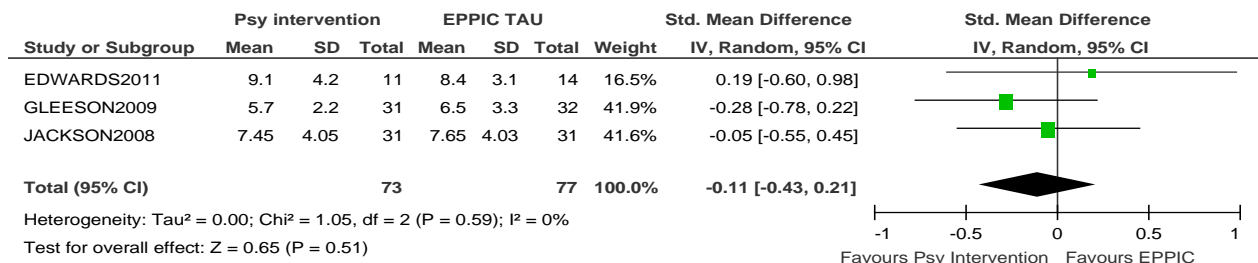 Psy intervention EPPIC TAU Std. Mean Difference Std. Mean Difference
Study or Subgroup Mean SD Total Mean SD Total Weight IV, Random, 95% CI IV, Random, 95% CI
EDWARDS2011 9.1 4.2 11 8.4 3.1 14 16.5% 0.19 [-0.60, 0.98]
GLEESON2009 5.7 2.2 31 6.5 3.3 32 41.9% -0.28 [-0.78, 0.22]
JACKSON2008 7.45 4.05 31 7.65 4.03 31 41.6% -0.05 [-0.55, 0.45]
Total (95% CI) 73 77 100.0% -0.11 [-0.43, 0.21]
Heterogeneity: Tau² = 0.00; Chi² = 1.05, df = 2 (P = 0.59); I² = 0%
Test for overall effect: Z = 0.65 (P = 0.51)
-1 -0.5 0 0.5 1
Favours Psy Intervention Favours EPPIC